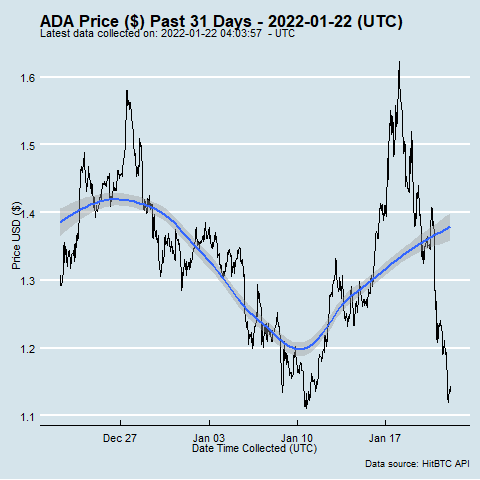 ADA Price ($) Past 31 Days - 2022-01-22 (UTC)
Latest data collected on: 2022-01-22 04:03:57 - UTC
1.6
1.5
1.4
1.3
1.2
1.1
Price USD ($)
Dec 27 Jan 03 Jan 10 Jan 17
Date Time Collected (UTC)
Data source: HitBTC API